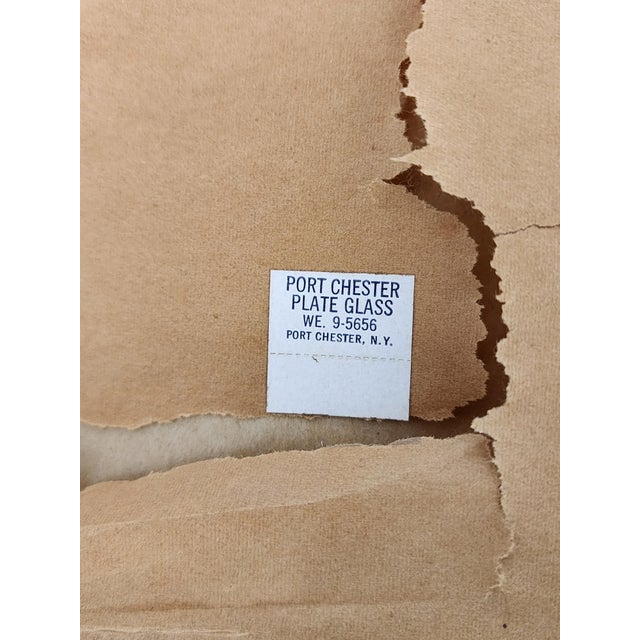 PORT CHESTER
PLATE GLASS
WE. 9-5656
PORT CHESTER, N.Y.